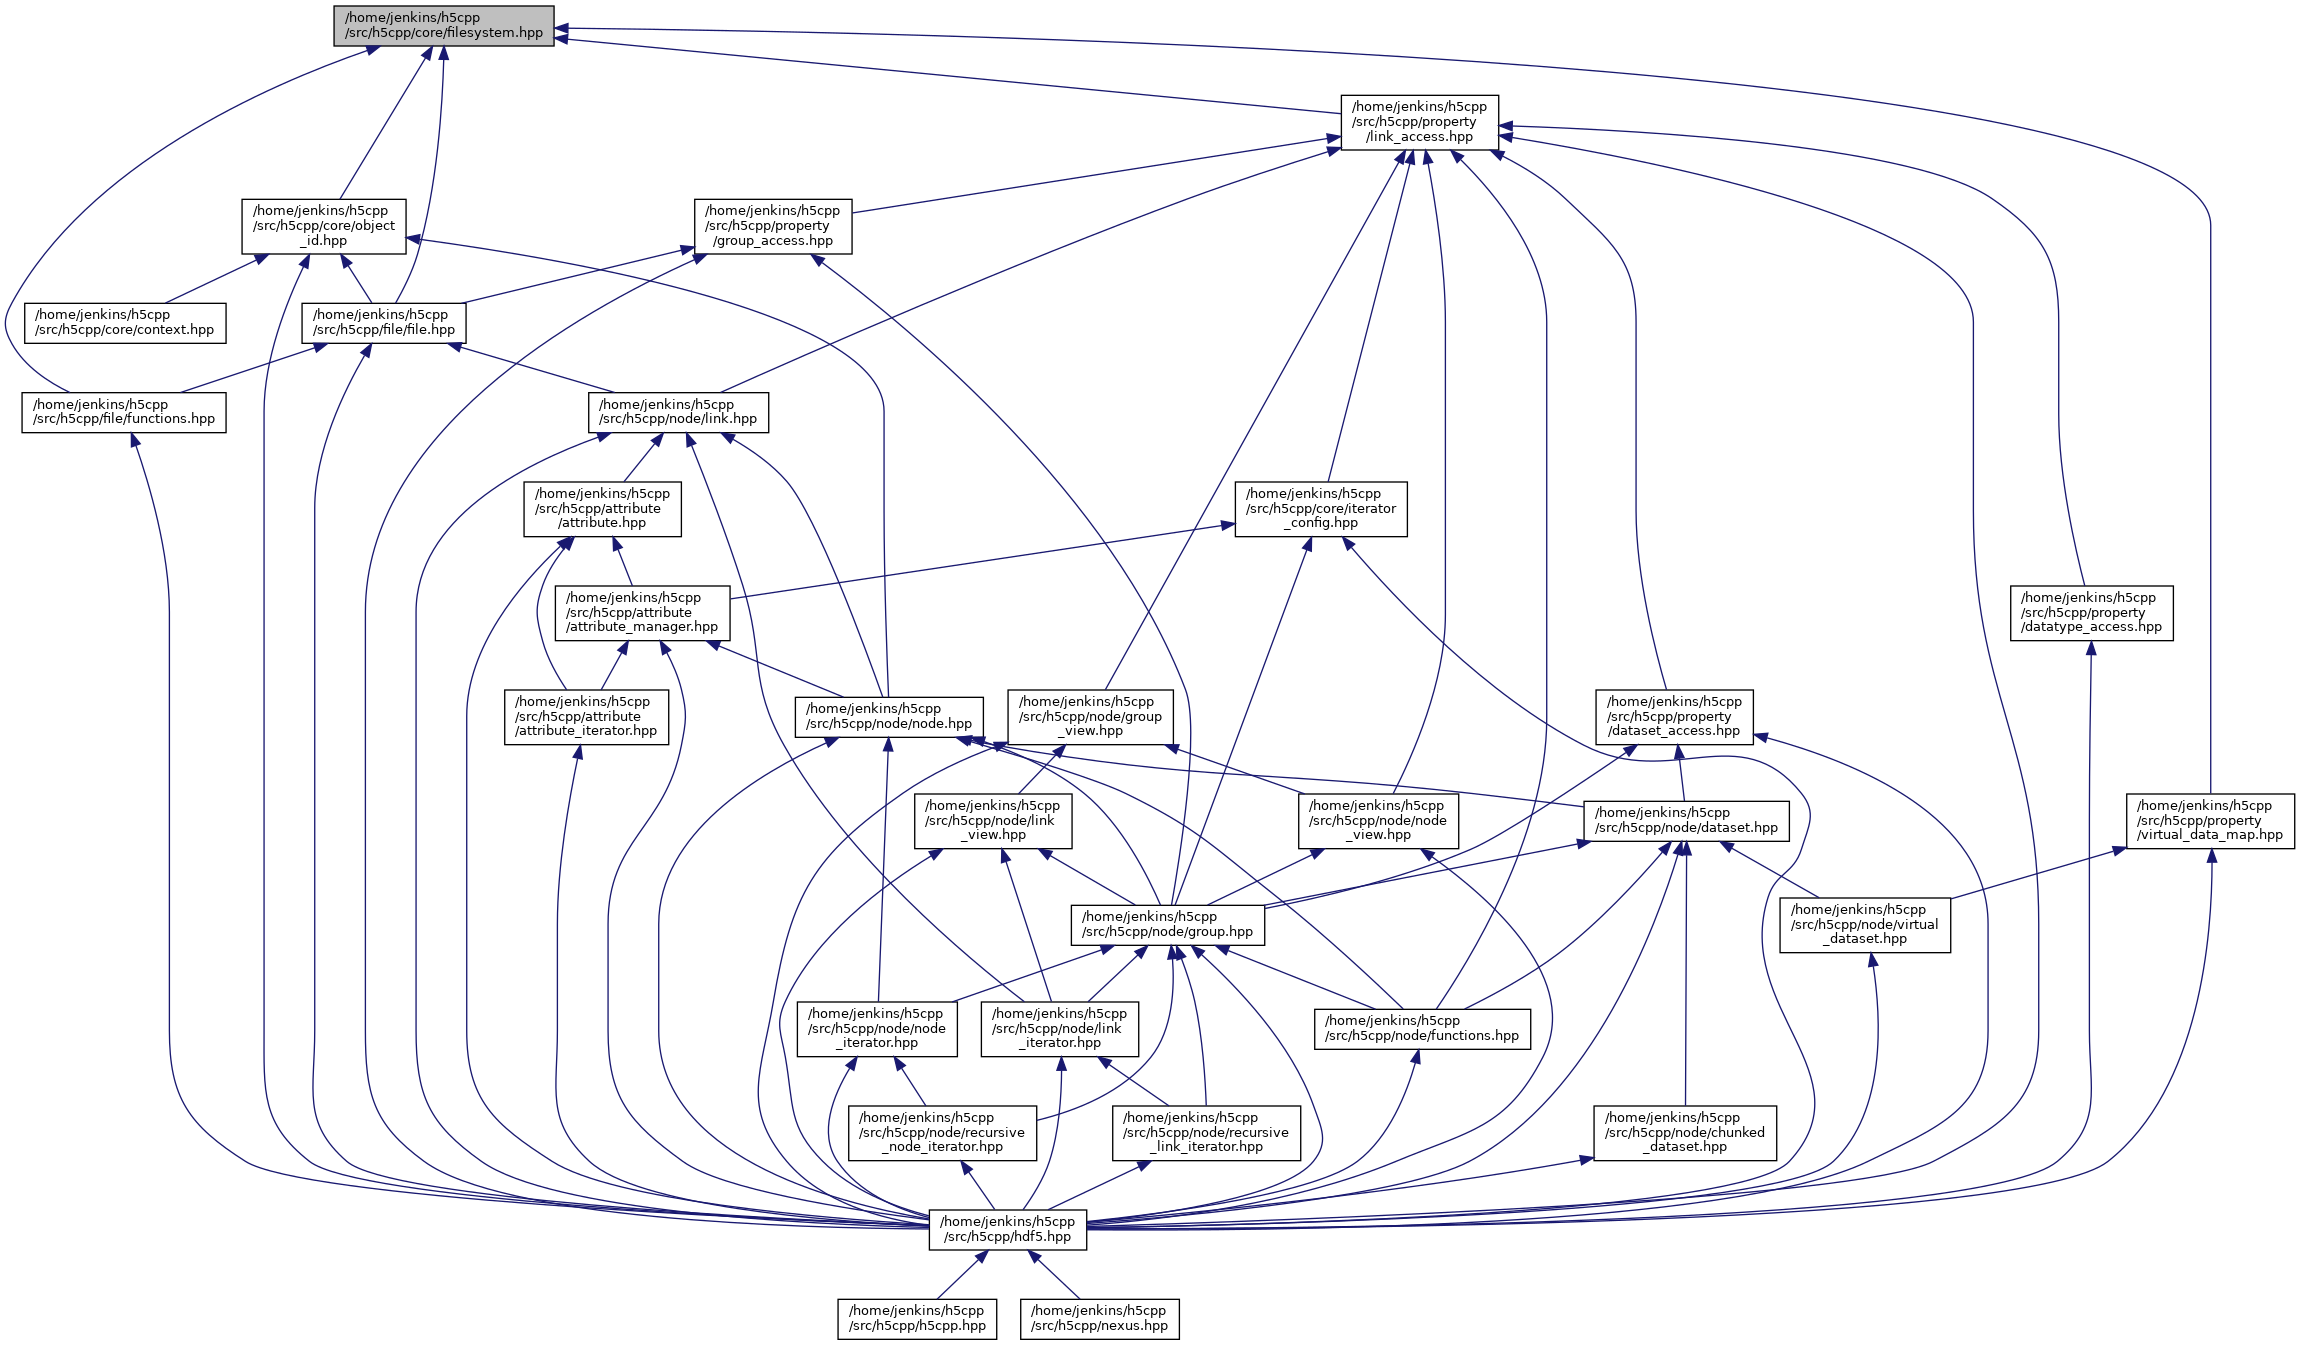 /home/jenkins/h5cpp
/src/h5cpp/core/filesystem.hpp
/home/jenkins/h5cpp
/src/h5cpp/property
/link_access.hpp
/home/jenkins/h5cpp
/src/h5cpp/core/object
_id.hpp
/home/jenkins/h5cpp
/src/h5cpp/property
/group_access.hpp
/home/jenkins/h5cpp
/src/h5cpp/core/context.hpp
/home/jenkins/h5cpp
/src/h5cpp/file/file.hpp
/home/jenkins/h5cpp
/src/h5cpp/file/functions.hpp
/home/jenkins/h5cpp
/src/h5cpp/node/link.hpp
/home/jenkins/h5cpp
/src/h5cpp/attribute
/attribute.hpp
/home/jenkins/h5cpp
/src/h5cpp/core/iterator
_config.hpp
/home/jenkins/h5cpp
/src/h5cpp/attribute
/attribute_manager.hpp
/home/jenkins/h5cpp
/src/h5cpp/property
/datatype_access.hpp
/home/jenkins/h5cpp
/src/h5cpp/attribute
/attribute_iterator.hpp
/home/jenkins/h5cpp
/src/h5cpp/node/node.hpp
/home/jenkins/h5cpp
/src/h5cpp/node/group
_view.hpp
/home/jenkins/h5cpp
/src/h5cpp/property
/dataset_access.hpp
/home/jenkins/h5cpp
/src/h5cpp/node/link
_view.hpp
/home/jenkins/h5cpp
/src/h5cpp/node/node
_view.hpp
/home/jenkins/h5cpp
/src/h5cpp/node/dataset.hpp
/home/jenkins/h5cpp
/src/h5cpp/property
/virtual_data_map.hpp
/home/jenkins/h5cpp
/src/h5cpp/node/group.hpp
/home/jenkins/h5cpp
/src/h5cpp/node/virtual
_dataset.hpp
/home/jenkins/h5cpp
/src/h5cpp/node/node
_iterator.hpp
/home/jenkins/h5cpp
/src/h5cpp/node/link
_iterator.hpp
/home/jenkins/h5cpp
/src/h5cpp/node/functions.hpp
/home/jenkins/h5cpp
/src/h5cpp/node/recursive
_node_iterator.hpp
/home/jenkins/h5cpp
/src/h5cpp/node/recursive
_link_iterator.hpp
/home/jenkins/h5cpp
/src/h5cpp/node/chunked
_dataset.hpp
/home/jenkins/h5cpp
/src/h5cpp/hdf5.hpp
/home/jenkins/h5cpp
/src/h5cpp/h5cpp.hpp
/home/jenkins/h5cpp
/src/h5cpp/nexus.hpp